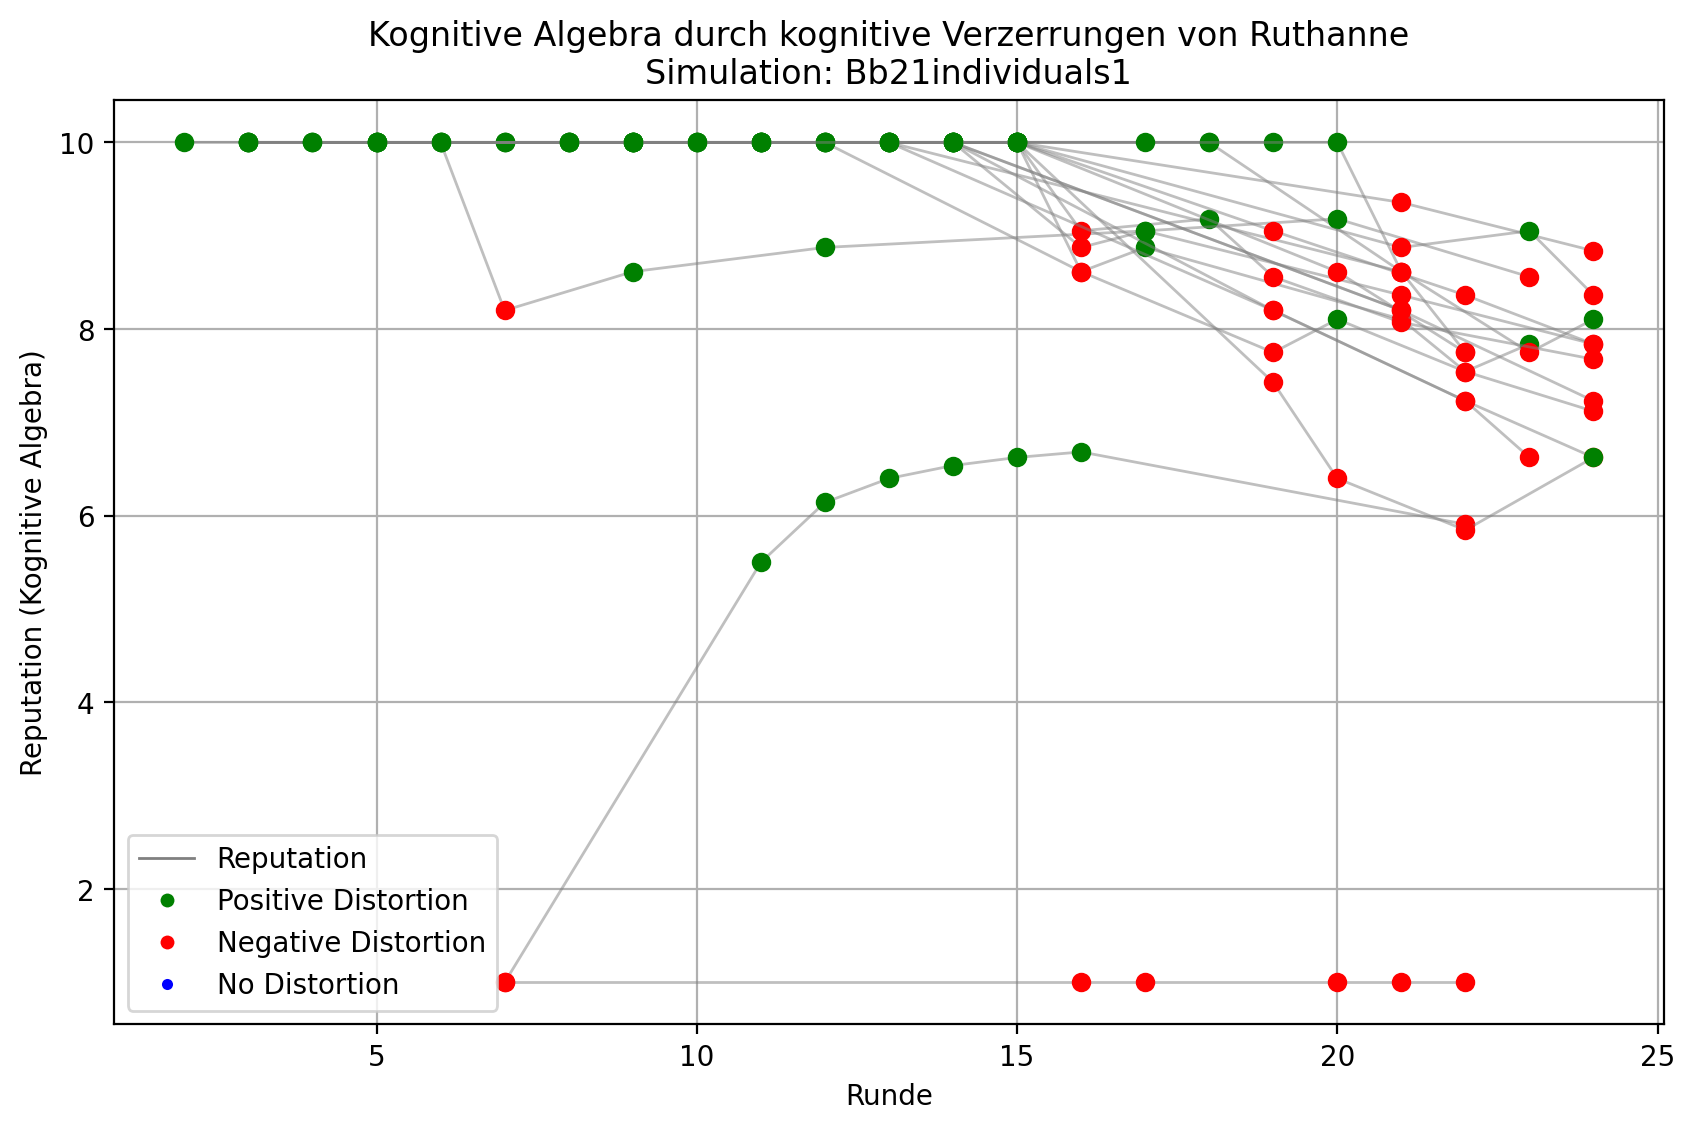 Kognitive Algebra durch kognitive Verzerrungen von Ruthanne
Simulation: Bb21individuals1
Reputation (Kognitive Algebra)
10
8
6
4
2
Reputation
Positive Distortion
Negative Distortion
No Distortion
5 10 15 20 25
Runde